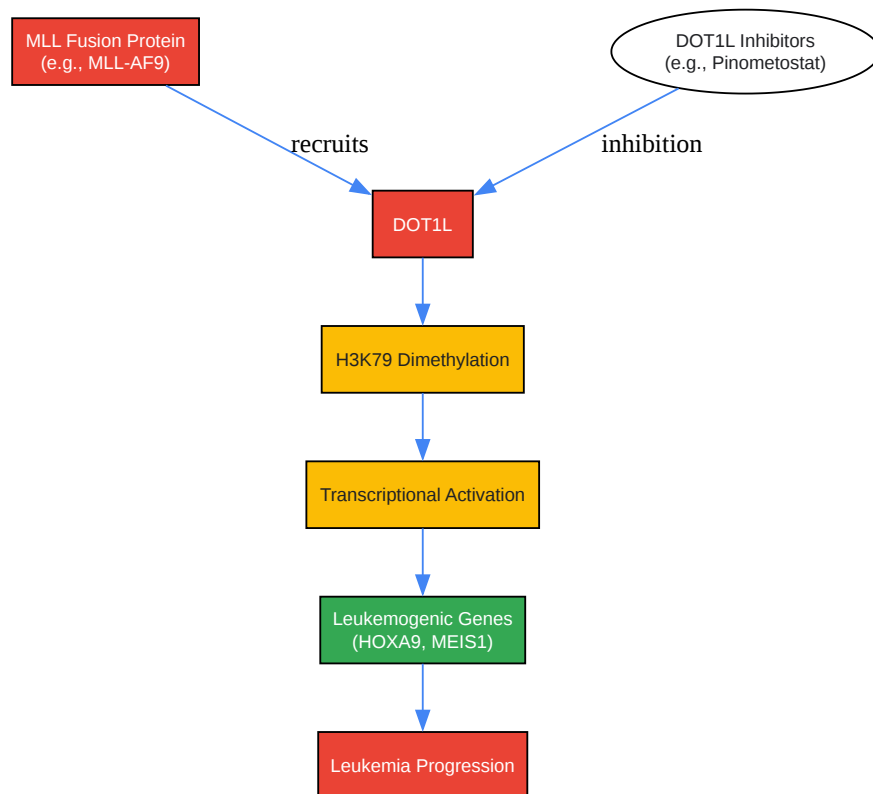 MLL Fusion Protein
(e.g., MLL-AF9)
DOT1L Inhibitors
(e.g., Pinometostat)
recruits
inhibition
DOT1L
H3K79 Dimethylation
Transcriptional Activation
Leukemogenic Genes
(HOXA9, MEIS1)
Leukemia Progression